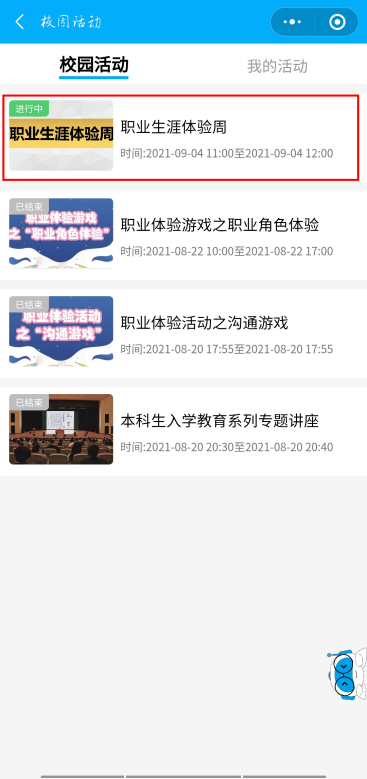 校园活动
校园活动
我的活动
进行中
职业生涯体验周
职业生涯体验周
时间:2021-09-04 11:00至2021-09-04 12:00
已结束
职业体验游戏
之“职业角色体验”
职业体验游戏之职业角色体验
时间:2021-08-22 10:00至2021-08-22 17:00
已结束
职业体验活动
之“沟通游戏”
职业体验活动之沟通游戏
时间:2021-08-20 17:55至2021-08-20 17:55
已结束
本科生入学教育系列专题讲座
时间:2021-08-20 20:30至2021-08-20 20:40